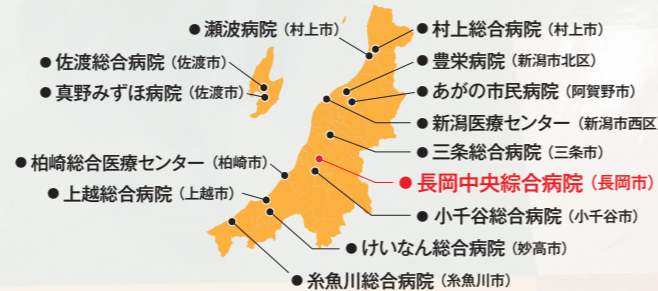 ● 瀬波病院（村上市）
● 村上総合病院（村上市）
● 佐渡総合病院（佐渡市）
● 豊栄病院（新潟市北区）
● 真野みずほ病院（佐渡市）
● あがの市民病院（阿賀野市）
● 新潟医療センター（新潟市西区）
● 三条総合病院（三条市）
● 柏崎総合医療センター（柏崎市）
● 長岡中央綜合病院（長岡市）
● 上越総合病院（上越市）
● 小千谷総合病院（小千谷市）
● けいなん総合病院（妙高市）
● 糸魚川総合病院（糸魚川市）